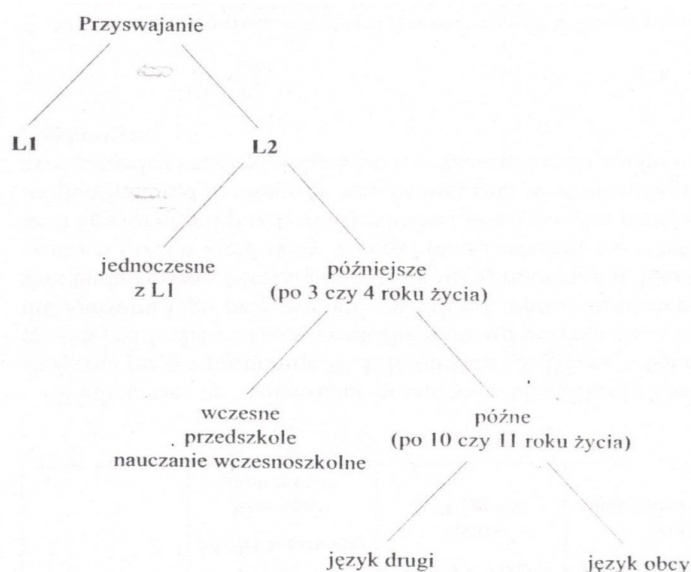 Przyswajanie
L1
L2
jednoczesne
z L1
późniejsze
(po 3 czy 4 roku życia)
wczesne
przedszkole
nauczanie wczesnoszkolne
późne
(po 10 czy 11 roku życia)
język drugi
język obcy